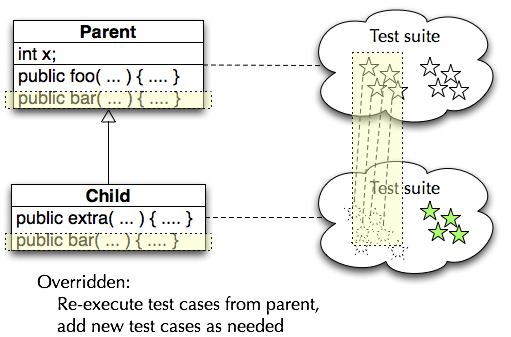 Parent
int x;
public foo( ... ) { .... }
public bar( ... ) { .... }
Test suite
Child
public extra( ... ) { .... }
public bar( ... ) { .... }
Test suite
Overridden:
Re-execute test cases from parent,
add new test cases as needed